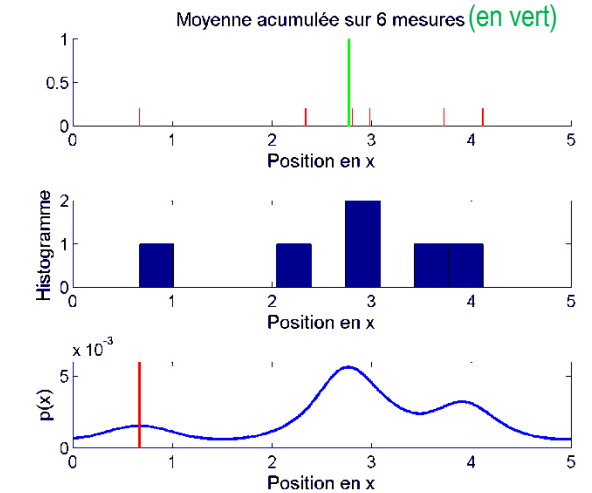 Moyenne acumulée sur 6 mesures (en vert)
1
0.5
0
0 1 2 3 4 5
Position en x
Histogramme
2
1
0
0 1 2 3 4 5
Position en x
x 10^-3
p(x)
5
0
0 1 2 3 4 5
Position en x